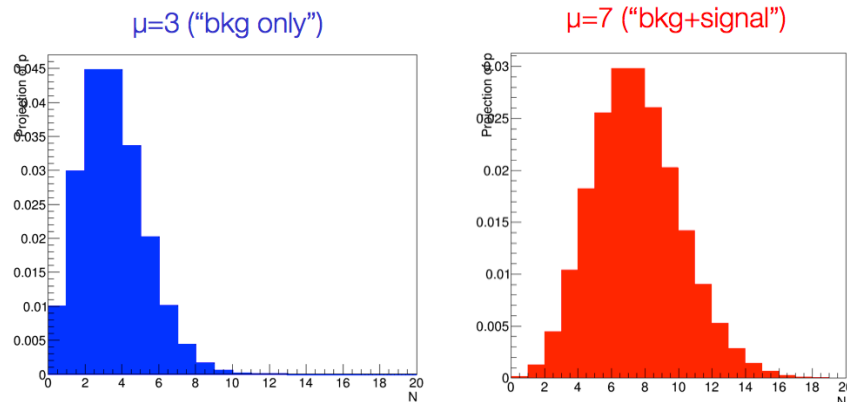 μ=3 (“bkg only”)
μ=7 (“bkg+signal”)
Projection of p
0.045
0.04
0.035
0.03
0.025
0.02
0.015
0.01
0.005
0
0 2 4 6 8 10 12 14 16 18 20
N
Projection of p
0.03
0.025
0.02
0.015
0.01
0.005
0
0 2 4 6 8 10 12 14 16 18 20
N